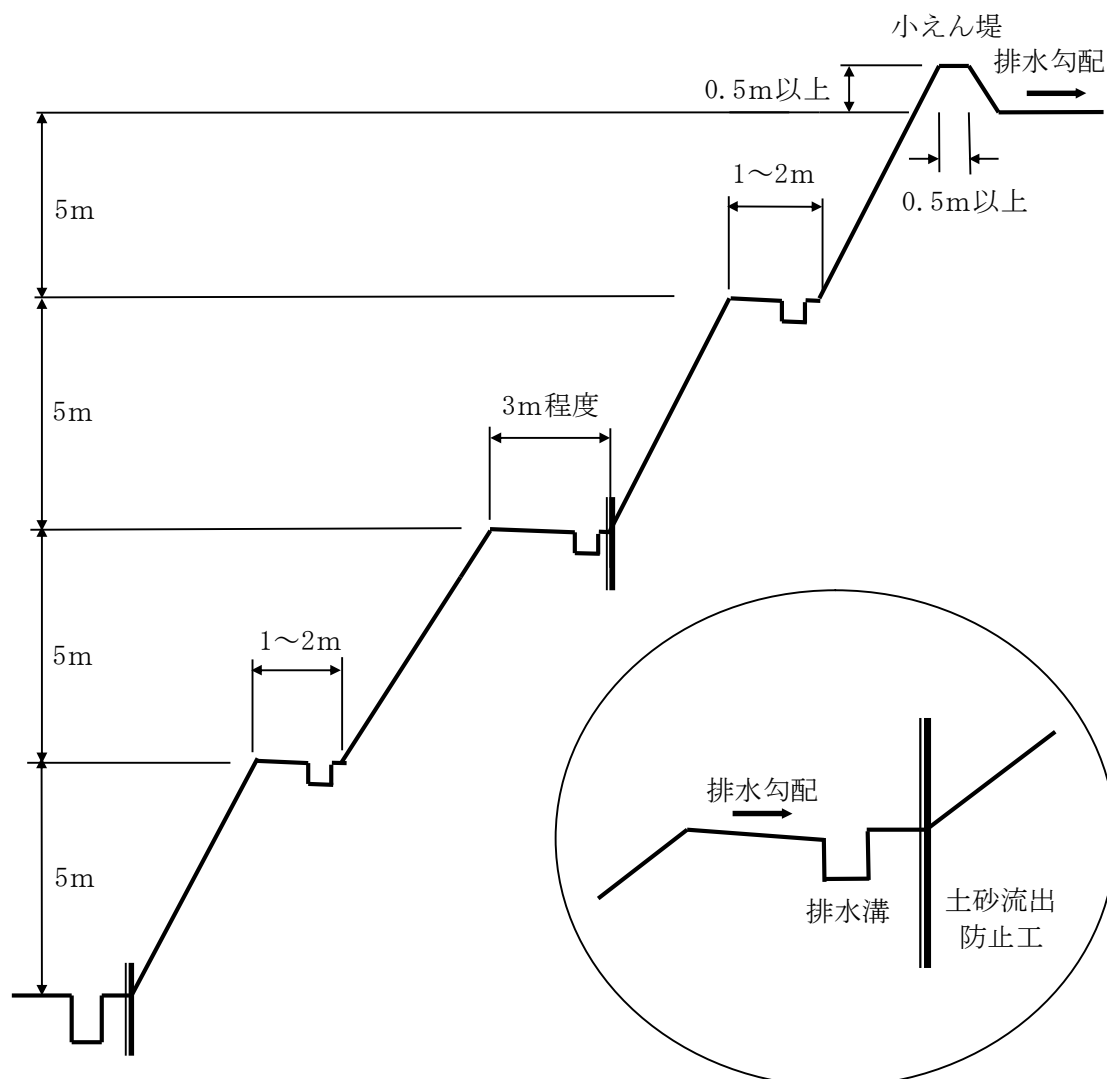 小えん堤
排水勾配
0.5m以上
1～2m
0.5m以上
5m
3m程度
5m
1～2m
5m
排水勾配
5m
排水溝
土砂流出
防止工